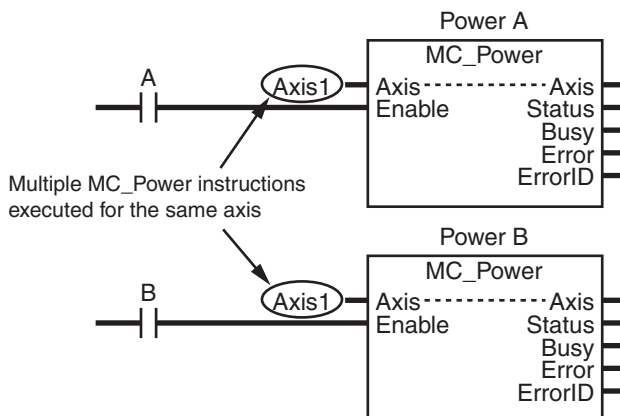 Power A
MC_Power
A
Axis1
Axis Axis
Enable Status
Busy
Error
ErrorID
Multiple MC_Power instructions
executed for the same axis
Power B
MC_Power
B
Axis1
Axis Axis
Enable Status
Busy
Error
ErrorID